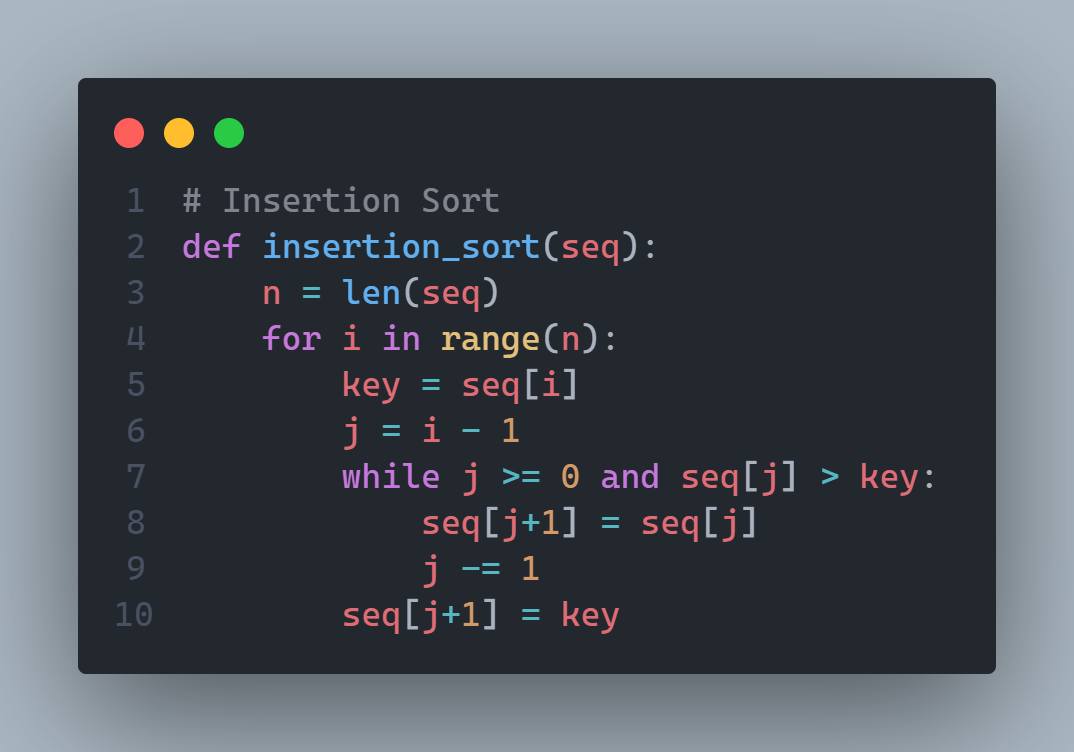 1 # Insertion Sort
2 def insertion_sort(seq):
3     n = len(seq)
4     for i in range(n):
5         key = seq[i]
6         j = i - 1
7         while j >= 0 and seq[j] > key:
8             seq[j+1] = seq[j]
9             j -= 1
10         seq[j+1] = key